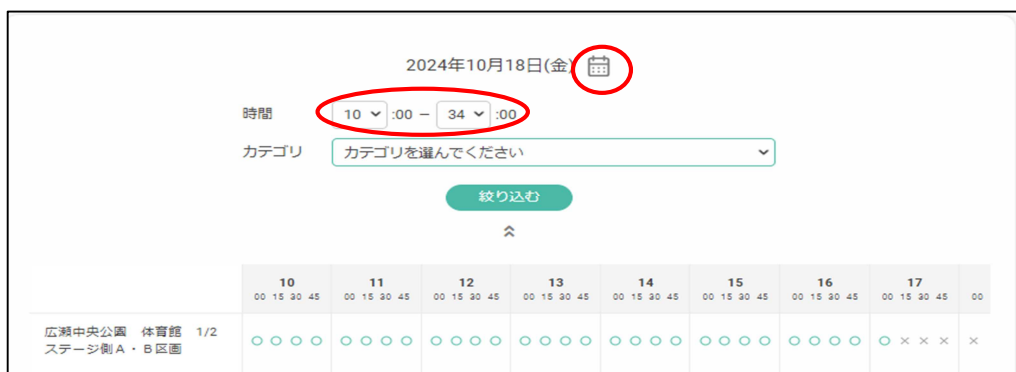 2024年10月18日(金)
時間 10 :00 – 34 :00
カテゴリ カテゴリを選んでください
絞り込む
10 11 12 13 14 15 16 17
00 15 30 45 00 15 30 45 00 15 30 45 00 15 30 45 00 15 30 45 00 15 30 45 00 15 30 45 00 15 30 45 00
広瀬中央公園 体育館 1/2
ステージ側A・B区画
○ ○ ○ ○ ○ ○ ○ ○ ○ ○ ○ ○ ○ ○ ○ ○ ○ ○ ○ ○ ○ ○ ○ ○ ○ ○ ○ ○ ○ × × × ×